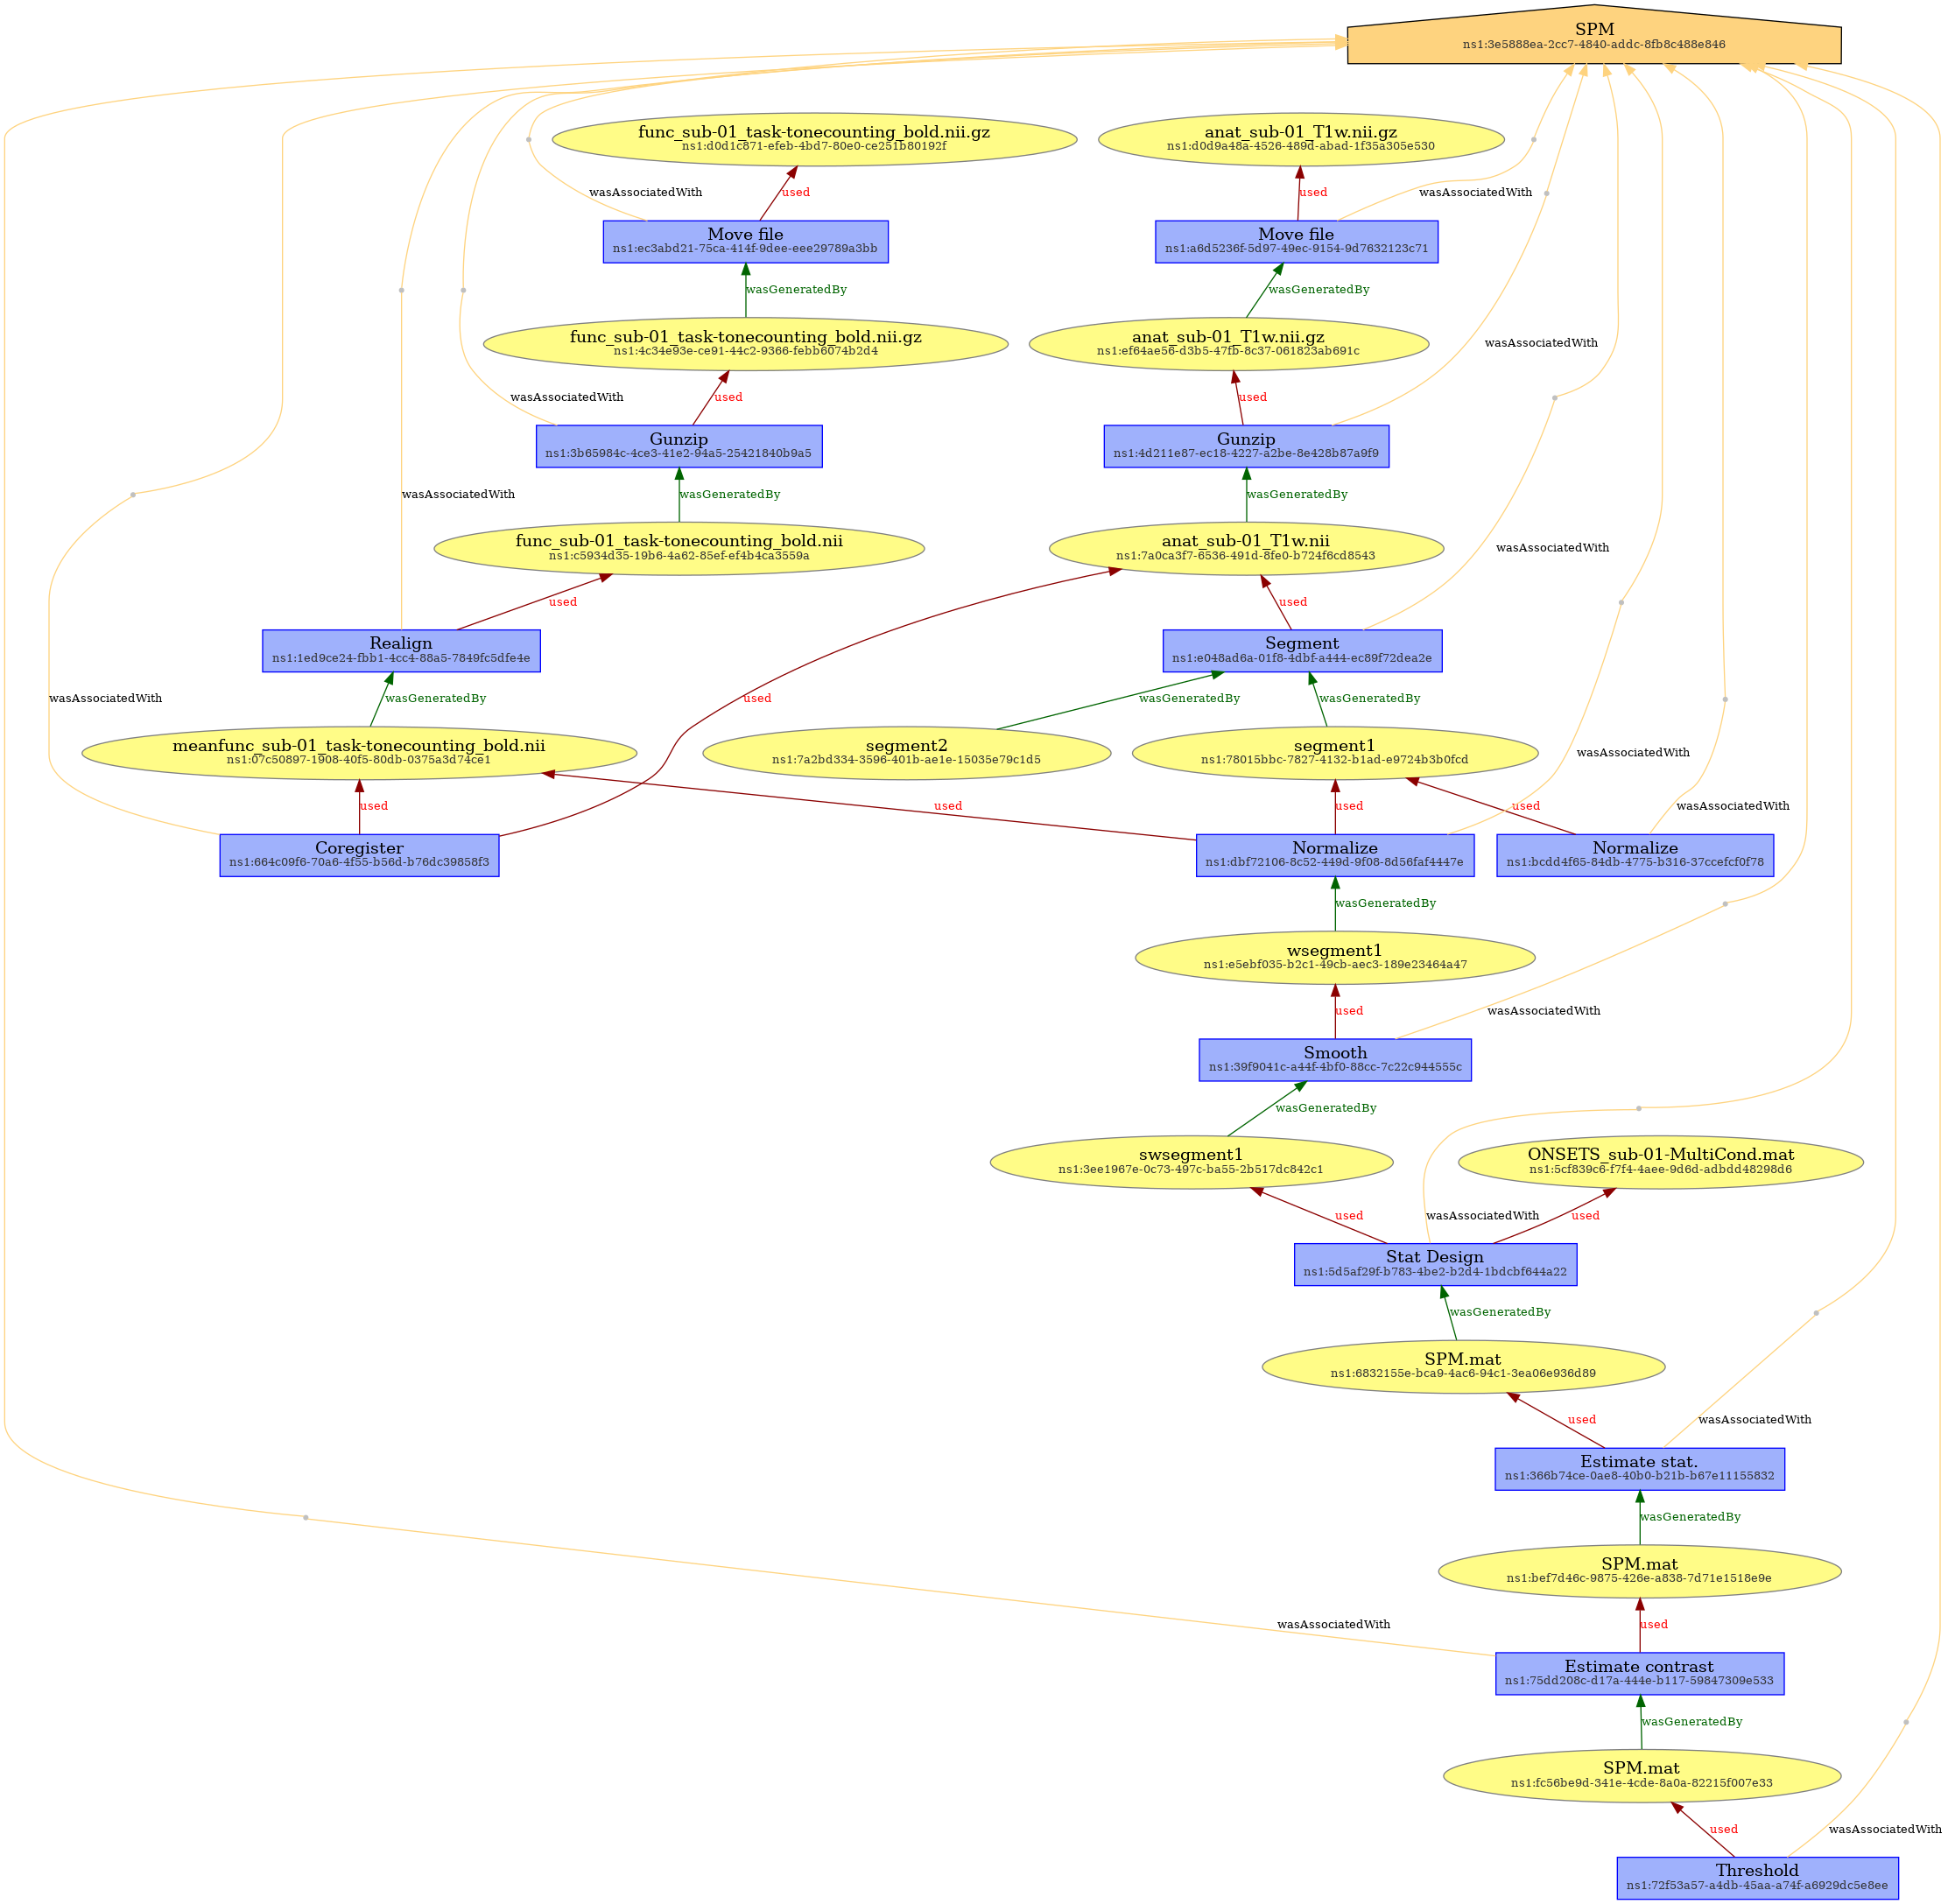 SPM
ns1:3e5888ea-2cc7-4840-addc-8fb8c488e846
func_sub-01_task-tonecounting_bold.nii.gz
ns1:d0d1c871-efeb-4bd7-80e0-ce251b80192f
anat_sub-01_T1w.nii.gz
ns1:d0d9a48a-4526-489d-abad-1f35a305e530
wasAssociatedWith
used
used
wasAssociatedWith
Move file
ns1:ec3abd21-75ca-414f-9dee-eee29789a3bb
Move file
ns1:a6d5236f-5d97-49ec-9154-9d7632123c71
wasGeneratedBy
wasGeneratedBy
func_sub-01_task-tonecounting_bold.nii.gz
ns1:4c34e93e-ce91-44c2-9366-febb6074b2d4
anat_sub-01_T1w.nii.gz
ns1:ef64ae56-d3b5-47fb-8c37-061823ab691c
wasAssociatedWith
wasAssociatedWith
used
used
Gunzip
ns1:3b65984c-4ce3-41e2-94a5-25421840b9a5
Gunzip
ns1:4d211e87-ec18-4227-a2be-8e428b87a9f9
wasAssociatedWith
wasGeneratedBy
wasGeneratedBy
func_sub-01_task-tonecounting_bold.nii
ns1:c5934d35-19b6-4a62-85ef-ef4b4ca3559a
anat_sub-01_T1w.nii
ns1:7a0ca3f7-6536-491d-8fe0-b724f6cd8543
wasAssociatedWith
used
used
Realign
ns1:1ed9ce24-fbb1-4cc4-88a5-7849fc5dfe4e
Segment
ns1:e048ad6a-01f8-4dbf-a444-ec89f72dea2e
wasAssociatedWith
wasGeneratedBy
used
wasGeneratedBy
wasGeneratedBy
meanfunc_sub-01_task-tonecounting_bold.nii
ns1:07c50897-1908-40f5-80db-0375a3d74ce1
segment2
ns1:7a2bd334-3596-401b-ae1e-15035e79c1d5
segment1
ns1:78015bbc-7827-4132-b1ad-e9724b3b0fcd
wasAssociatedWith
used
used
used
used
wasAssociatedWith
Coregister
ns1:664c09f6-70a6-4f55-b56d-b76dc39858f3
Normalize
ns1:dbf72106-8c52-449d-9f08-8d56faf4447e
Normalize
ns1:bcdd4f65-84db-4775-b316-37ccefcf0f78
wasGeneratedBy
wsegment1
ns1:e5ebf035-b2c1-49cb-aec3-189e23464a47
used
wasAssociatedWith
Smooth
ns1:39f9041c-a44f-4bf0-88cc-7c22c944555c
wasGeneratedBy
swsegment1
ns1:3ee1967e-0c73-497c-ba55-2b517dc842c1
ONSETS_sub-01-MultiCond.mat
ns1:5cf839c6-f7f4-4aee-9d6d-adbdd48298d6
used
wasAssociatedWith
used
Stat Design
ns1:5d5af29f-b783-4be2-b2d4-1bdcbf644a22
wasGeneratedBy
SPM.mat
ns1:6832155e-bca9-4ac6-94c1-3ea06e936d89
used
wasAssociatedWith
Estimate stat.
ns1:366b74ce-0ae8-40b0-b21b-b67e11155832
wasGeneratedBy
SPM.mat
ns1:bef7d46c-9875-426e-a838-7d71e1518e9e
wasAssociatedWith
used
Estimate contrast
ns1:75dd208c-d17a-444e-b117-59847309e533
wasGeneratedBy
SPM.mat
ns1:fc56be9d-341e-4cde-8a0a-82215f007e33
used
wasAssociatedWith
Threshold
ns1:72f53a57-a4db-45aa-a74f-a6929dc5e8ee